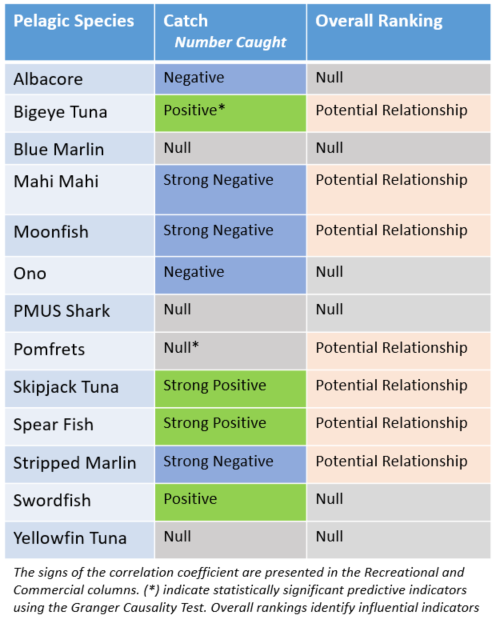 Pelagic Species Catch Overall Ranking
Number Caught
Albacore Negative Null
Bigeye Tuna Positive* Potential Relationship
Blue Marlin Null Null
Mahi Mahi Strong Negative Potential Relationship
Moonfish Strong Negative Potential Relationship
Ono Negative Null
PMUS Shark Null Null
Pomfrets Null* Potential Relationship
Skipjack Tuna Strong Positive Potential Relationship
Spear Fish Strong Positive Potential Relationship
Stripped Marlin Strong Negative Potential Relationship
Swordfish Positive Null
Yellowfin Tuna Null Null
The signs of the correlation coefficient are presented in the Recreational and
Commercial columns. (*) indicate statistically significant predictive indicators
using the Granger Causality Test. Overall rankings identify influential indicators